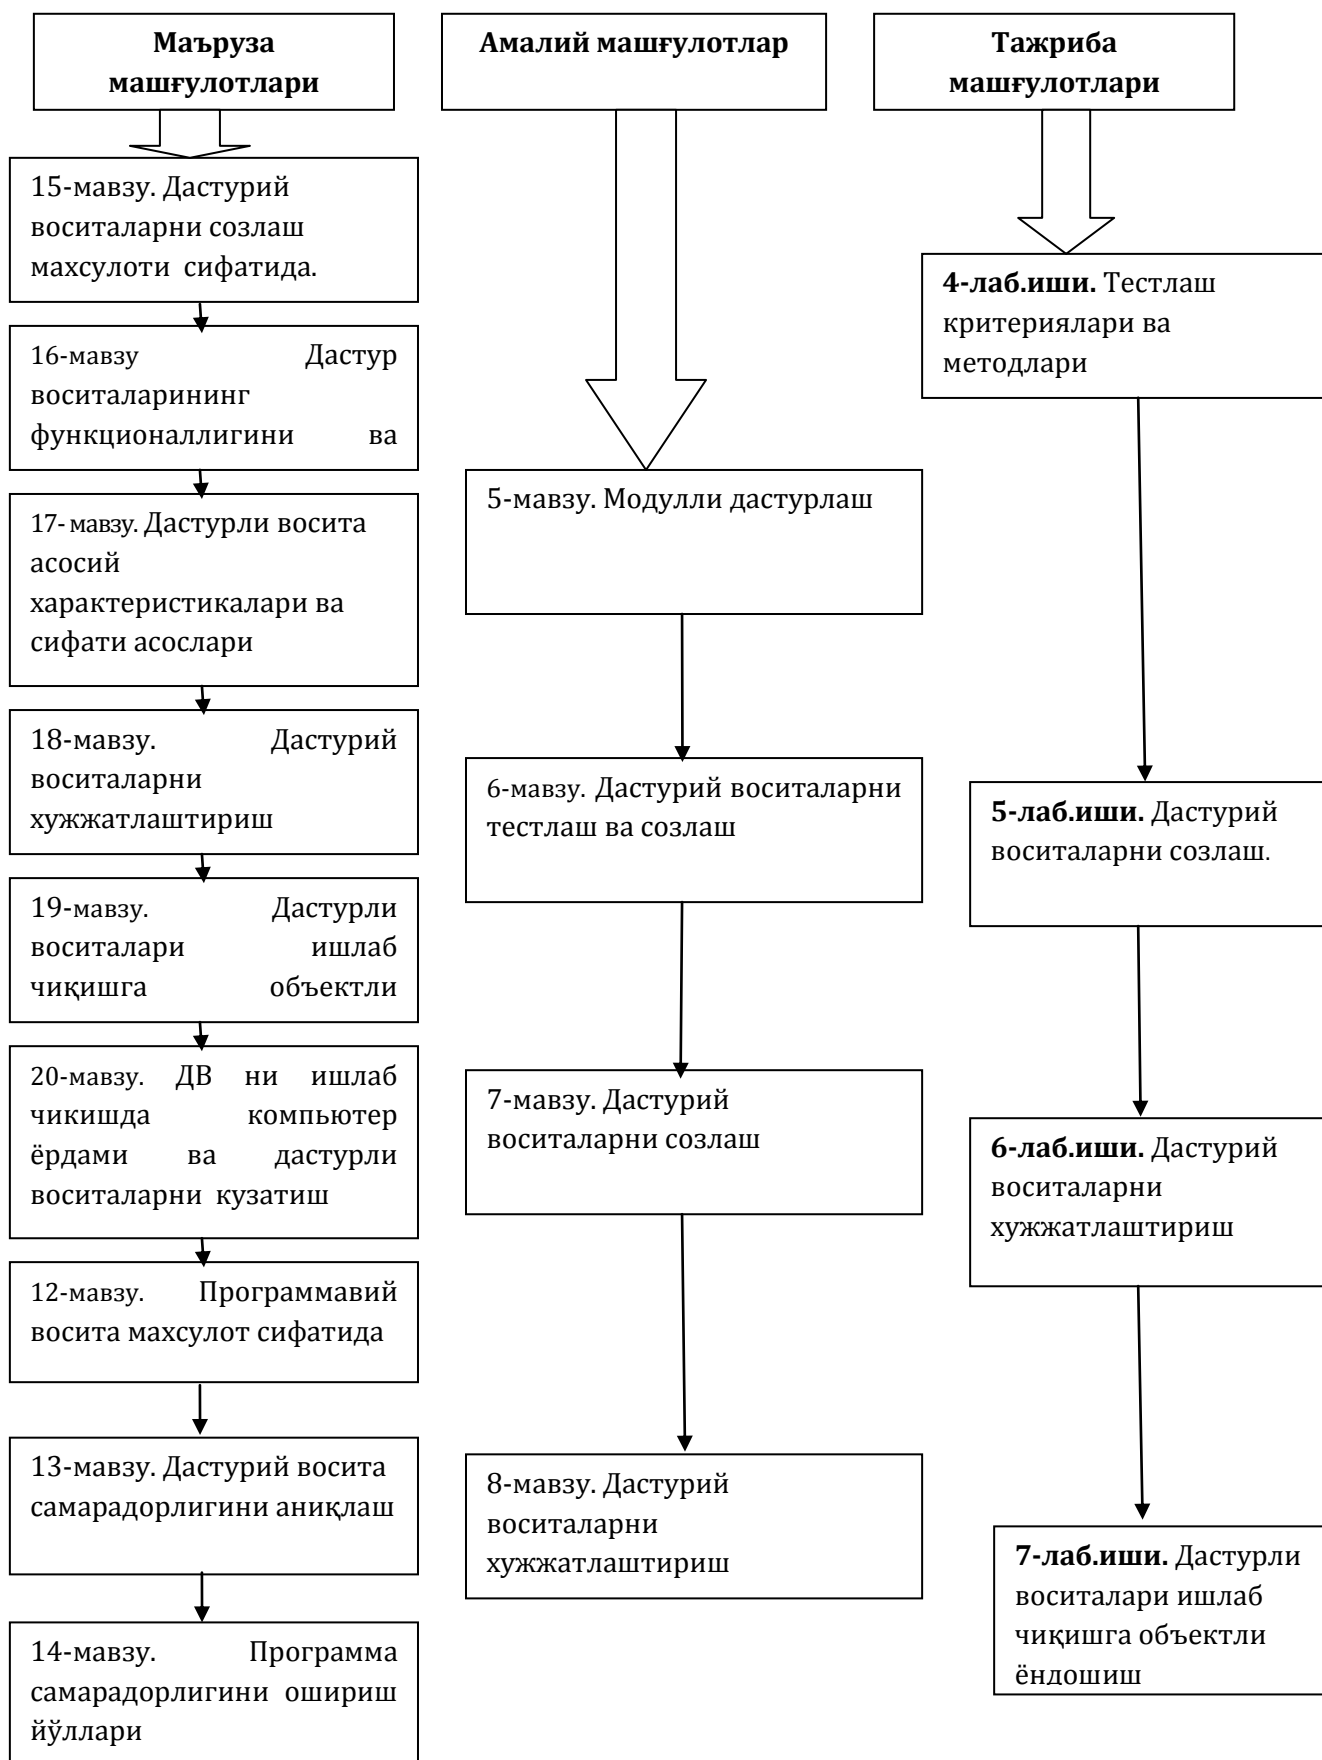 Маъруза
машғулотлари
15-мавзу. Дастурий
воситаларни созлаш
махсулоти сифатида.
16-мавзу Дастур
воситаларининг
функционаллигини ва
17- мавзу. Дастурли восита
асосий
характеристикалари ва
сифати асослари
18-мавзу. Дастурий
воситаларни
хужжатлаштириш
19-мавзу. Дастурли
воситалари ишлаб
чиқишга объектли
20-мавзу. ДВ ни ишлаб
чикишда компьютер
ёрдами ва дастурли
воситаларни кузатиш
12-мавзу. Программавий
восита махсулот сифатида
13-мавзу. Дастурий восита
самарадорлигини аниқлаш
14-мавзу. Программа
самарадорлигини ошириш
йўллари
Амалий машғулотлар
5-мавзу. Модулли дастурлаш
6-мавзу. Дастурий воситаларни
тестлаш ва созлаш
7-мавзу. Дастурий
воситаларни созлаш
8-мавзу. Дастурий
воситаларни
хужжатлаштириш
Тажриба
машғулотлари
4-лаб.иши. Тестлаш
критериялари ва
методлари
5-лаб.иши. Дастурий
воситаларни созлаш.
6-лаб.иши. Дастурий
воситаларни
хужжатлаштириш
7-лаб.иши. Дастурли
воситалари ишлаб
чиқишга объектли
ёндошиш